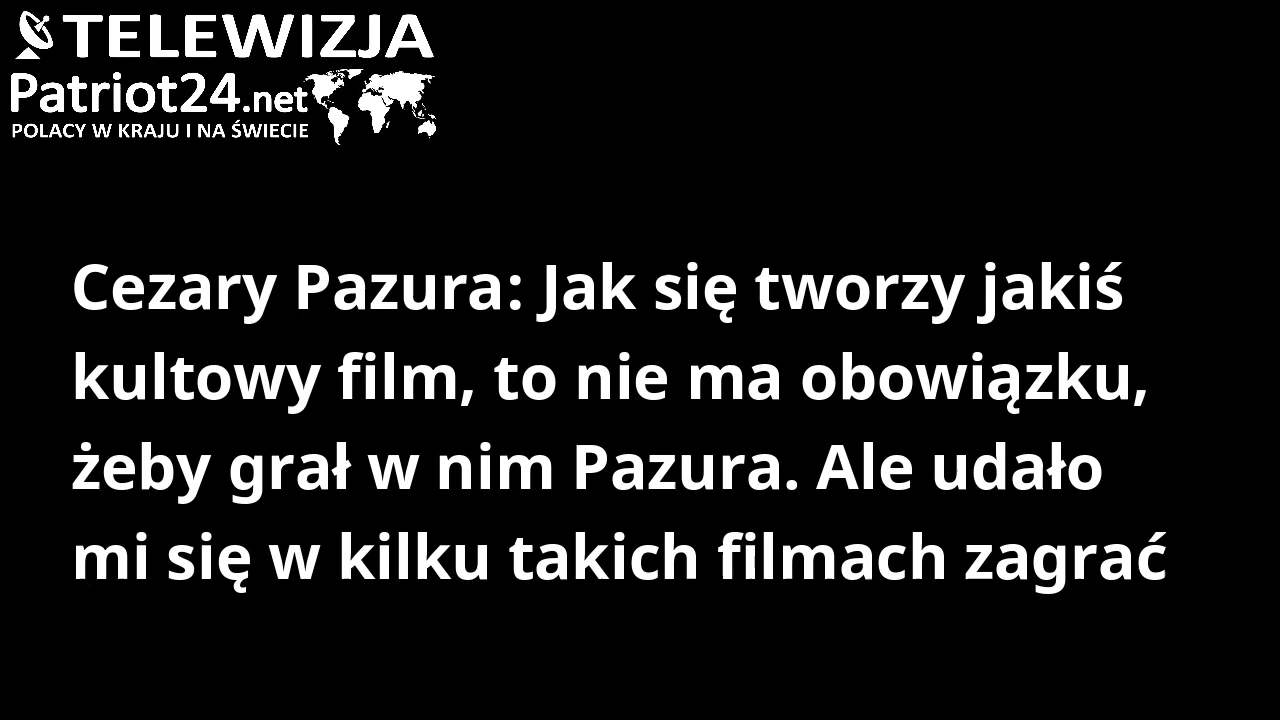 TELEWIZJA
Patriot24.net
POLACY W KRAJU I NA ŚWIECIE
Cezary Pazura: Jak się tworzy jakiś
kultowy film, to nie ma obowiązku,
żeby grał w nim Pazura. Ale udało
mi się w kilku takich filmach zagrać